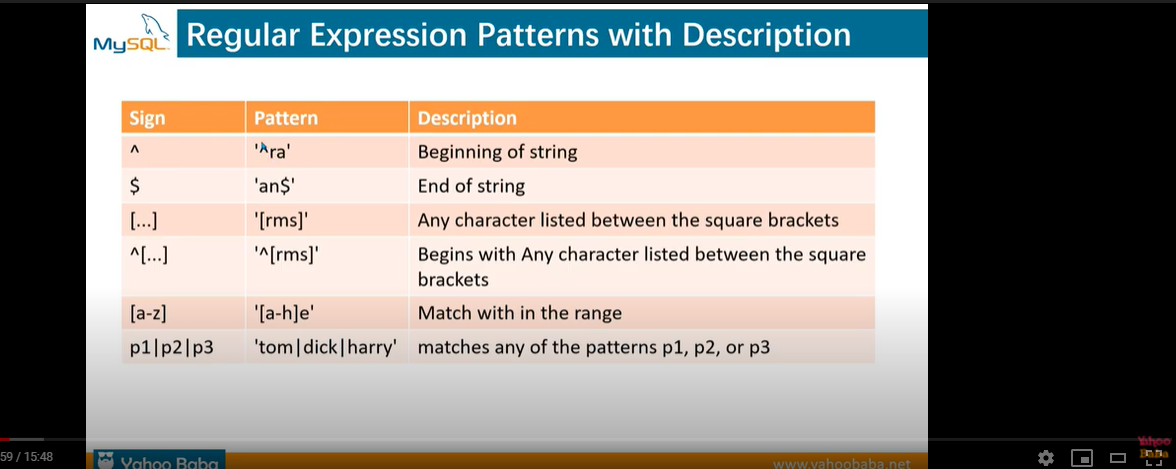 MySQL Regular Expression Patterns with Description
Sign Pattern Description
^ '^ra' Beginning of string
$ 'an$' End of string
[...] '[rms]' Any character listed between the square brackets
^[...] '^[rms]' Begins with Any character listed between the square
brackets
[a-z] '[a-h]e' Match with in the range
p1|p2|p3 'tom|dick|harry' matches any of the patterns p1, p2, or p3
Yahoo
Baba
59 / 15:48
Yahoo Baba www.yahoobaba.net